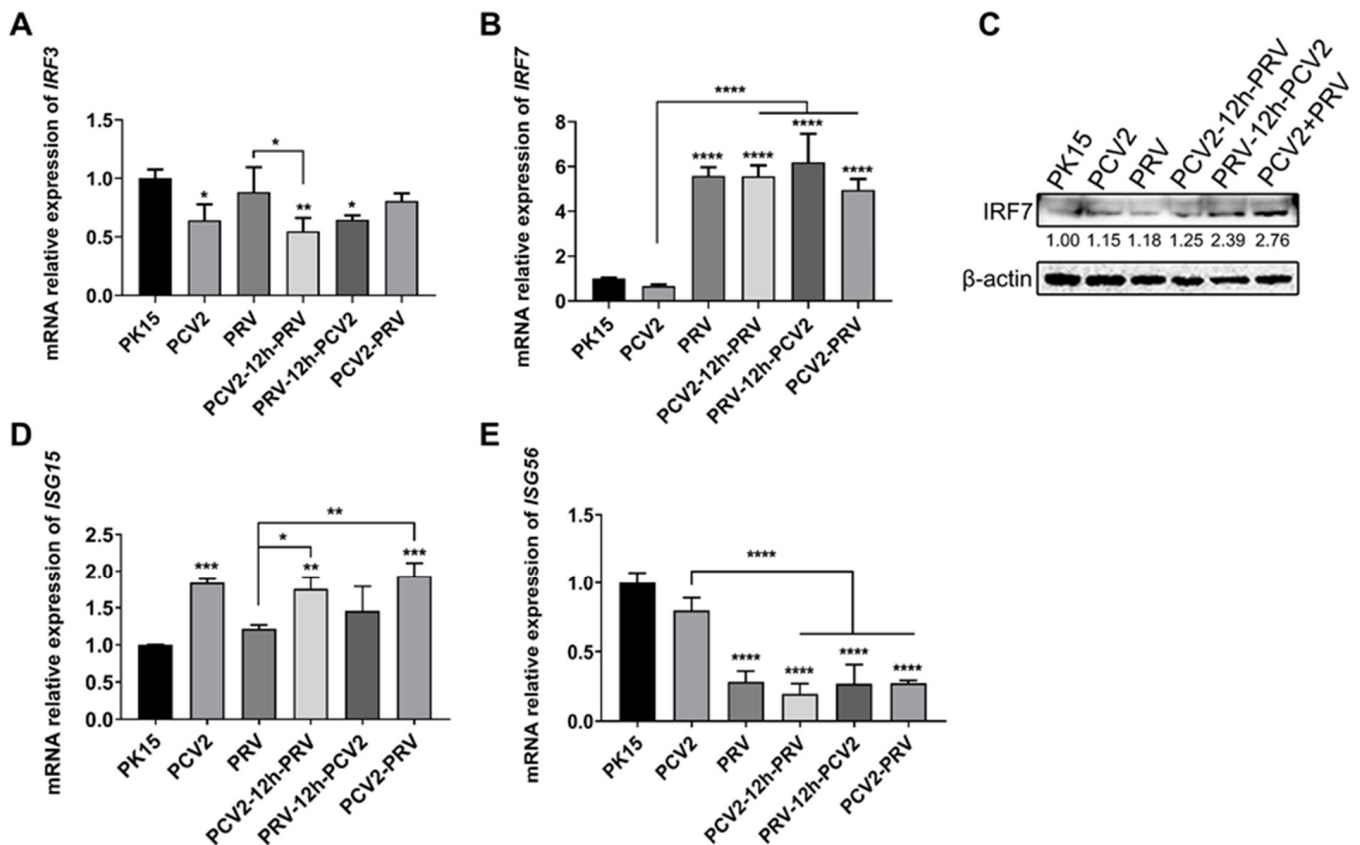 A
mRNA relative expression of IRF3
1.5
1.0
0.5
0.0
*
*
**
*
PK15
PCV2
PRV
PCV2-12h-PRV
PRV-12h-PCV2
PCV2-PRV
B
mRNA relative expression of IRF7
8
6
4
2
0
****
****
****
****
****
PK15
PCV2
PRV
PCV2-12h-PRV
PRV-12h-PCV2
PCV2-PRV
C
PK15
PCV2
PRV
PCV2-12h-PRV
PRV-12h-PCV2
PCV2+PRV
IRF7
1.00 1.15 1.18 1.25 2.39 2.76
β-actin
D
mRNA relative expression of ISG15
2.5
2.0
1.5
1.0
0.5
0.0
**
*
***
**
***
PK15
PCV2
PRV
PCV2-12h-PRV
PRV-12h-PCV2
PCV2-PRV
E
mRNA relative expression of ISG56
1.5
1.0
0.5
0.0
****
****
****
****
****
PK15
PCV2
PRV
PCV2-12h-PRV
PRV-12h-PCV2
PCV2-PRV